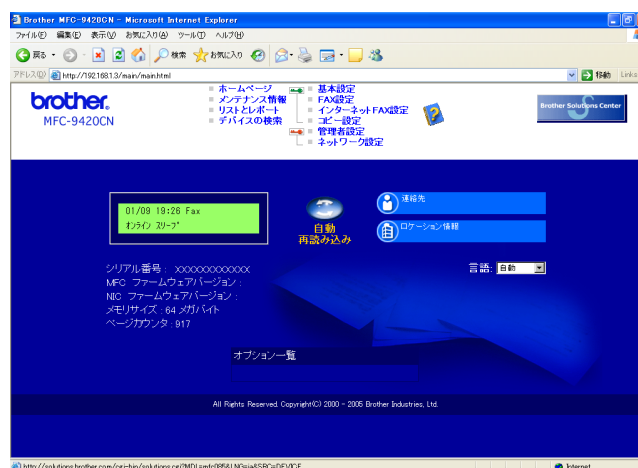 Brother MFC-9420CN - Microsoft Internet Explorer
ファイル(F) 編集(E) 表示(V) お気に入り(A) ツール(T) ヘルプ(H)
戻る 検索 お気に入り
アドレス(D) http://192.168.1.3/main/main.html 移動 Links
brother.
MFC-9420CN
ホームページ
メンテナンス情報
リストとレポート
デバイスの検索
基本設定
FAX設定
インターネットFAX設定
コピー設定
管理者設定
ネットワーク設定
Brother Solutions Center
01/09 19:26 Fax
オンライン スリープ
自動
再読み込み
連絡先
ロケーション情報
シリアル番号 : XXXXXXXXXXXX
言語: 自動
MFC ファームウェアバージョン :
NIC ファームウェアバージョン :
メモリサイズ : 64 メガバイト
ページカウンタ : 917
オプション一覧
All Rights Reserved. Copyright(C) 2000 - 2005 Brother Industries, Ltd.
Internet